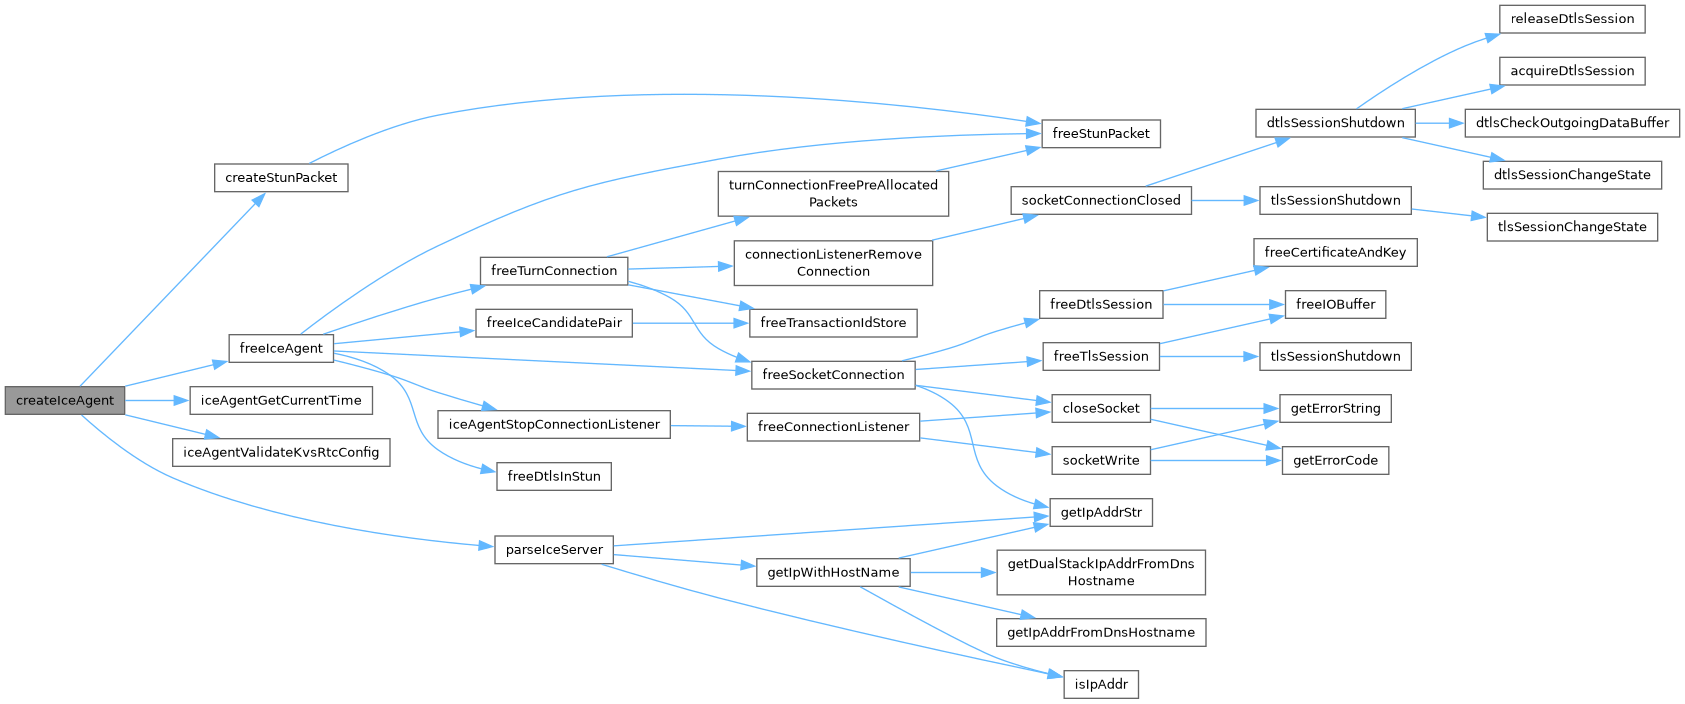 releaseDtlsSession
acquireDtlsSession
dtlsSessionShutdown
dtlsCheckOutgoingDataBuffer
freeStunPacket
createStunPacket
turnConnectionFreePreAllocated
Packets
dtlsSessionChangeState
socketConnectionClosed
tlsSessionShutdown
tlsSessionChangeState
connectionListenerRemove
Connection
freeCertificateAndKey
freeTurnConnection
freeDtlsSession
freeIOBuffer
freeIceCandidatePair
freeTransactionIdStore
freeIceAgent
freeTlsSession
tlsSessionShutdown
freeSocketConnection
createIceAgent
iceAgentGetCurrentTime
closeSocket
getErrorString
iceAgentStopConnectionListener
freeConnectionListener
iceAgentValidateKvsRtcConfig
socketWrite
getErrorCode
freeDtlsInStun
getIpAddrStr
parseIceServer
getIpWithHostName
getDualStackIpAddrFromDns
Hostname
getIpAddrFromDnsHostname
isIpAddr